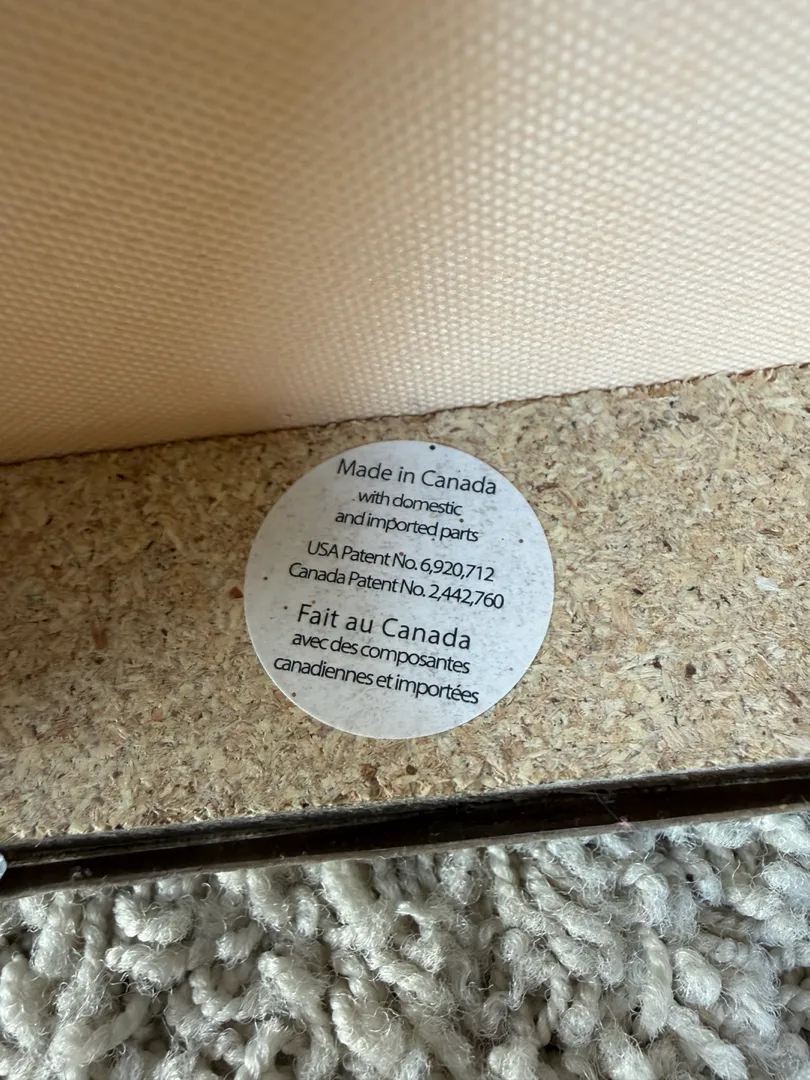 Made in Canada
with domestic
and imported parts
USA Patent No. 6,920,712
Canada Patent No. 2,442,760
Fait au Canada
avec des composantes
canadiennes et importées